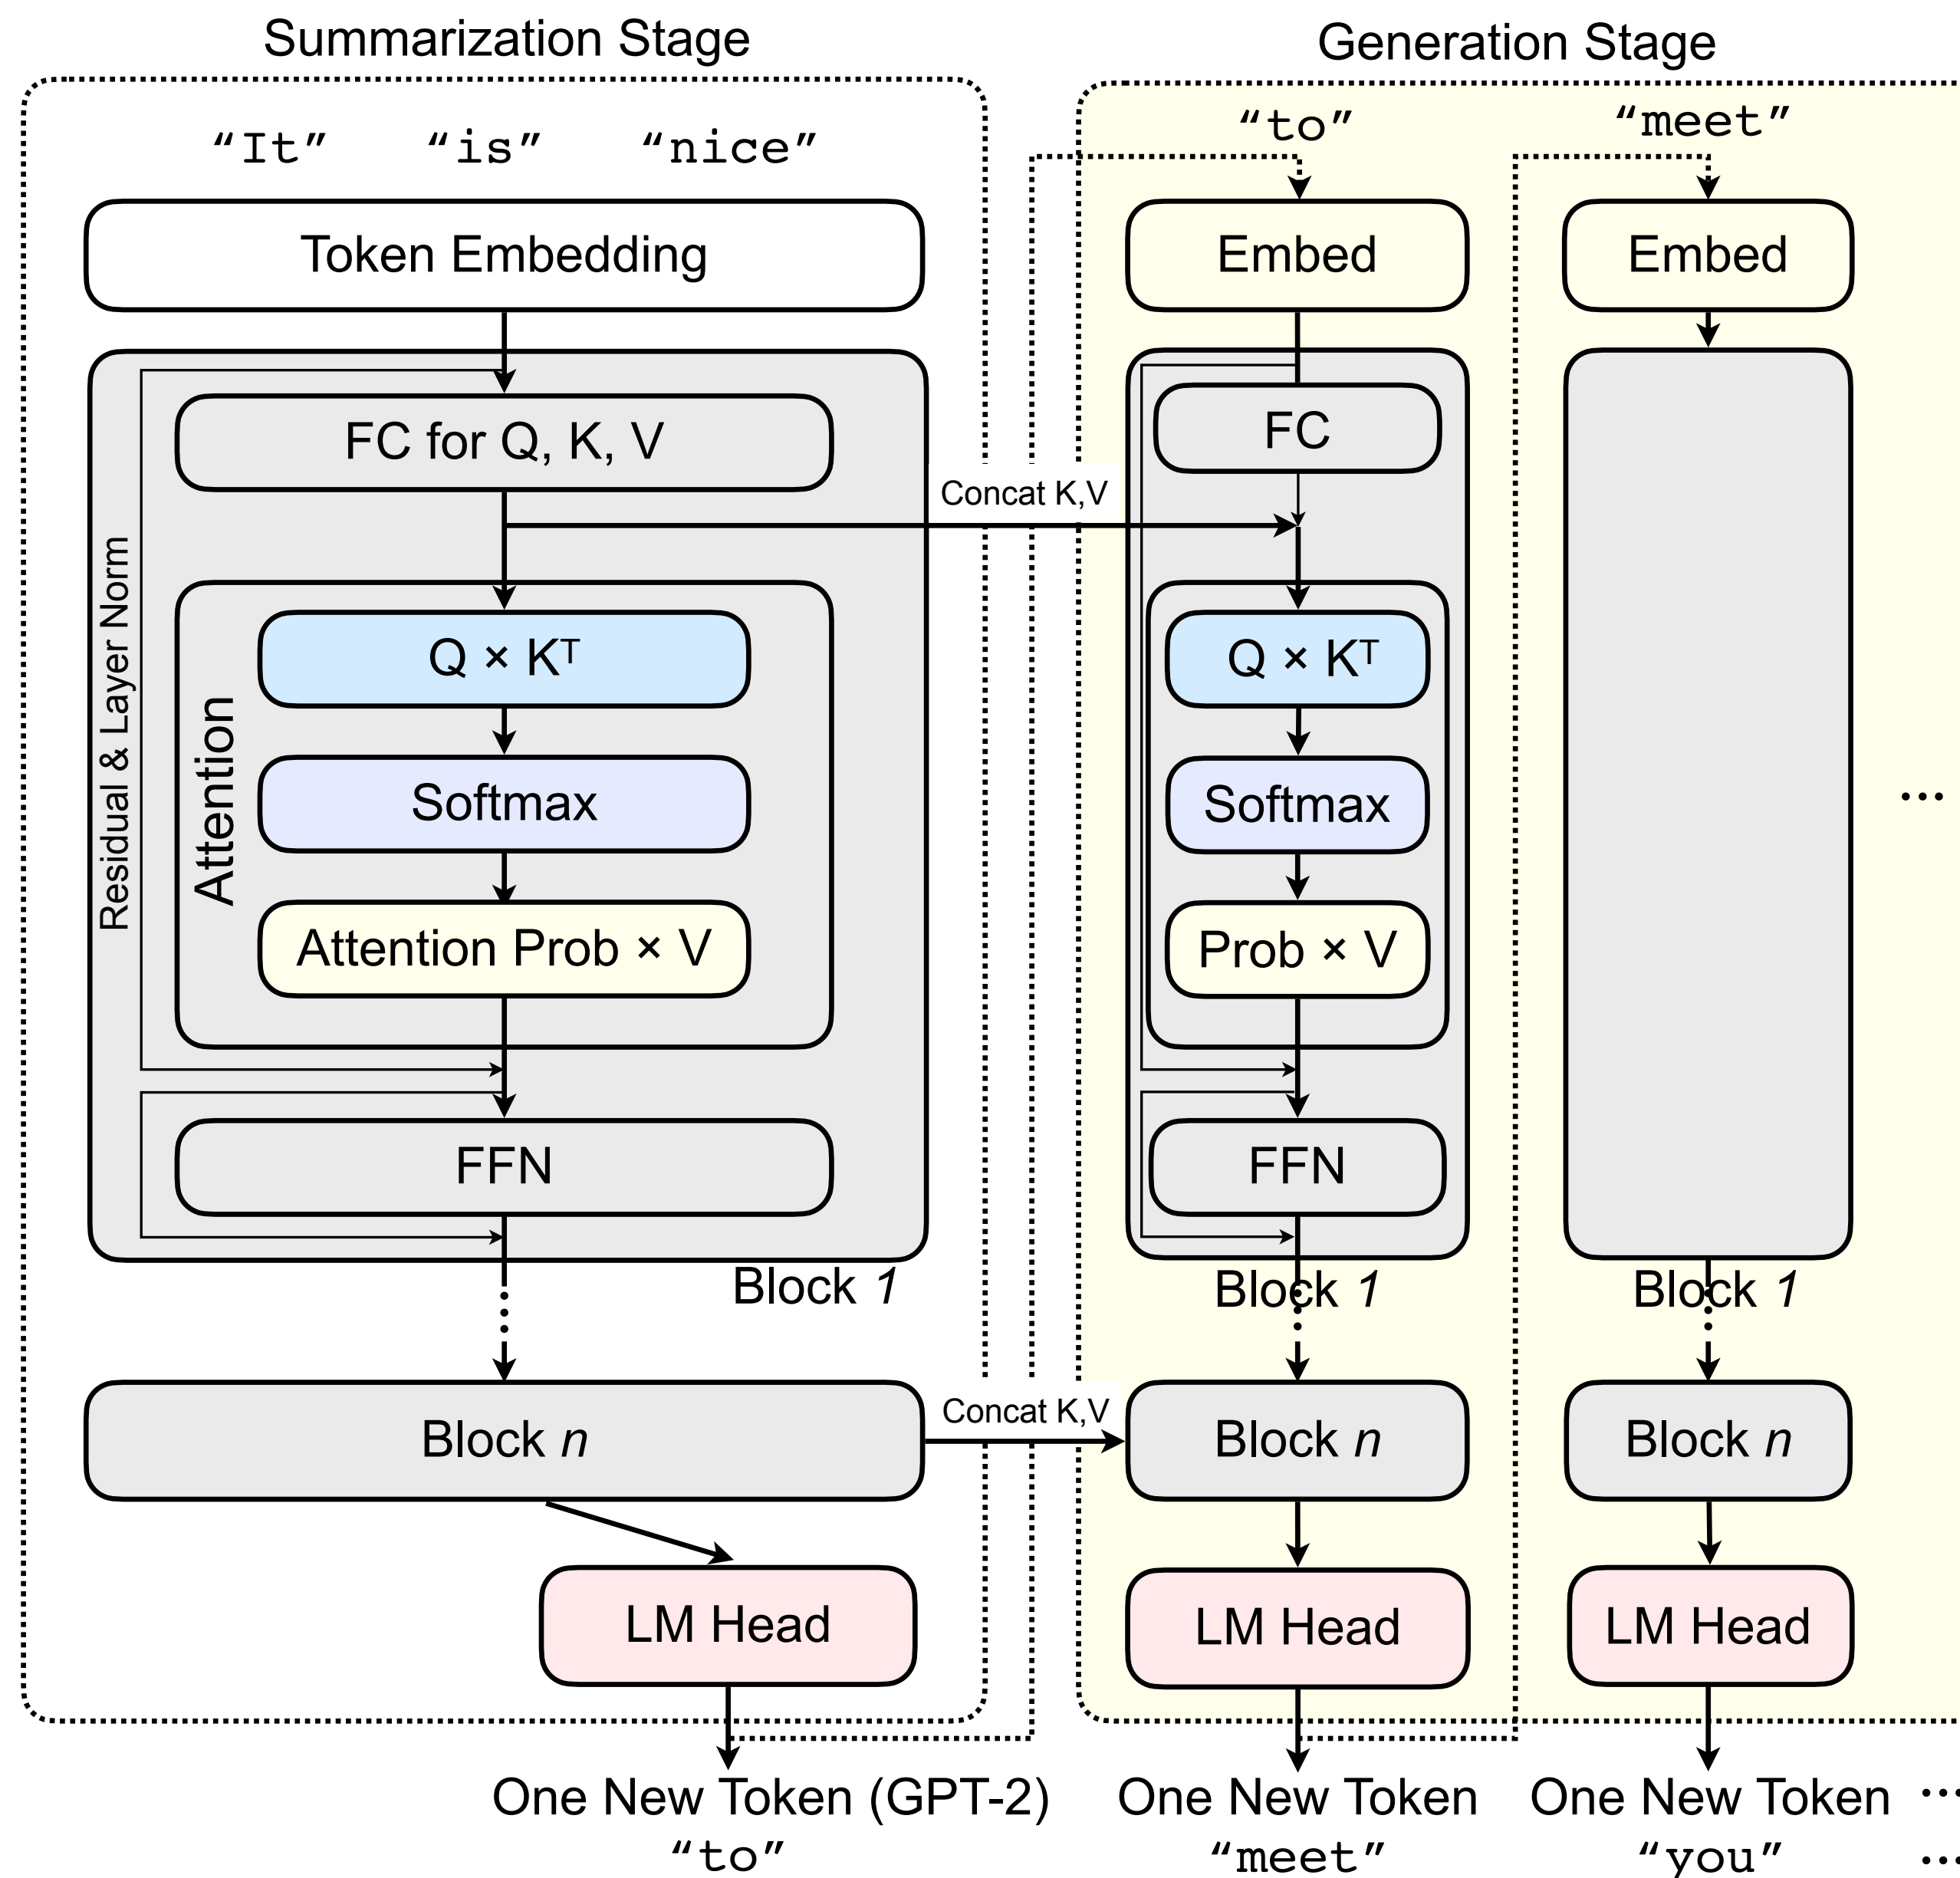 Summarization Stage
“It” “is” “nice”
Token Embedding
FC for Q, K, V
Residual & Layer Norm
Attention
Q × Kᵀ
Softmax
Attention Prob × V
FFN
Block 1
Block n
LM Head
One New Token (GPT-2)
“to”
Concat K,V
Concat K,V
Generation Stage
“to”
Embed
FC
Q × Kᵀ
Softmax
Prob × V
FFN
Block 1
Block n
LM Head
One New Token
“meet”
“meet”
Embed
Block 1
Block n
LM Head
One New Token
“you”
...
...
...